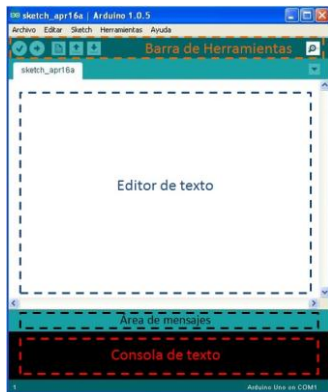 sketch_apr16a | Arduino 1.0.5
Archivo Editar Sketch Herramientas Ayuda
Barra de Herramientas
sketch_apr16a
Editor de texto
Área de mensajes
Consola de texto
1
Arduino Uno on COM1